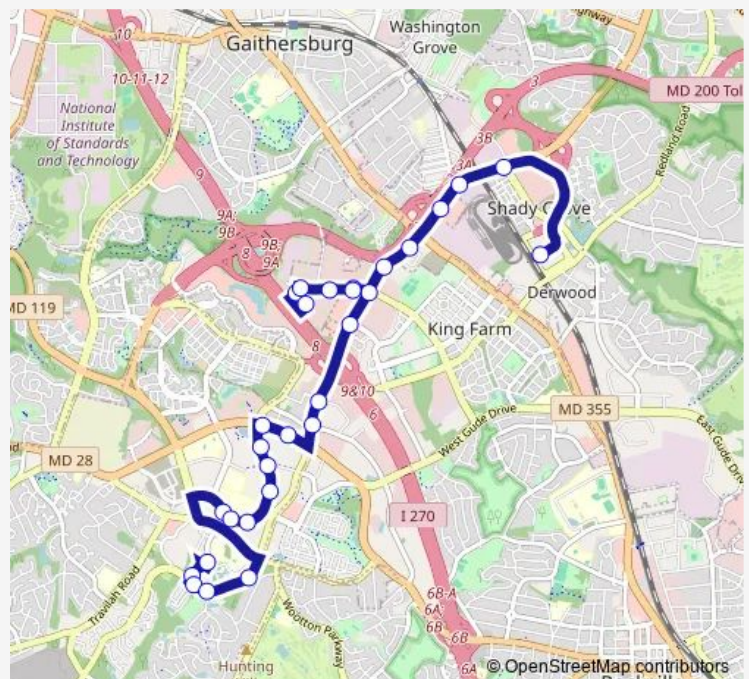 Gaithersburg
Washington
Grove
10
10-11-12
3
MD 200 Tol
National
Institute
of Standards
and Technology
Redland Road
3B
3A
9
Shady Grove
9A;
9B
9B;
9A
8
MD 119
Derwood
King Farm
8
9&10
6
MD 355
West Gude Drive
East Gude Driv
MD 28
I 270
Travilah Road
Wootton Parkway
6B-A
6A;
6B
6B
6A
Hunting
© OpenStreetMap contributors